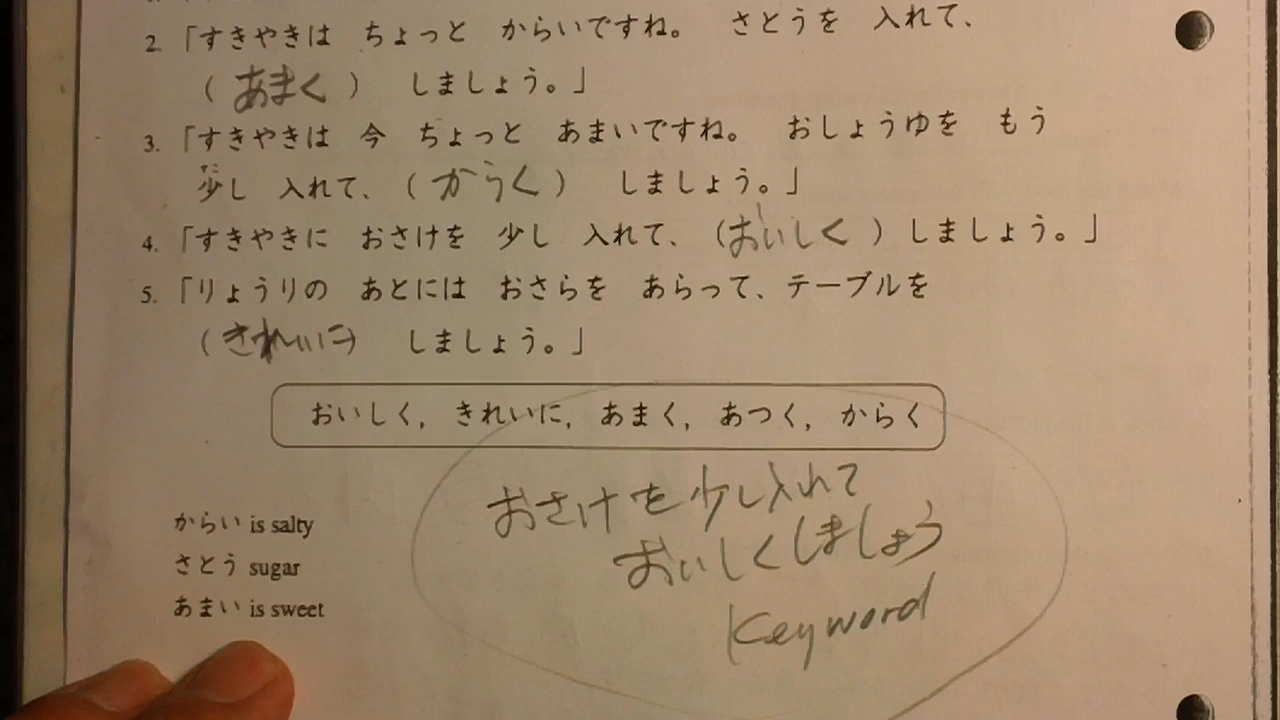 2. 「すきやきは ちょっと からいですね。 さとうを 入れて、
( あまく ) しましょう。」
3. 「すきやきは 今 ちょっと あまいですね。 おしょうゆを もう
少し 入れて、 ( からく ) しましょう。」
4. 「すきやきに おさけを 少し 入れて、 (おいしく ) しましょう。」
5. 「りょうりの あとには おさらを あらって、テーブルを
(きれいに) しましょう。」
おいしく, きれいに, あまく, あつく, からく
おさけを少し入れて
おいしくしましょう
Keyword
からい is salty
さとう sugar
あまい is sweet